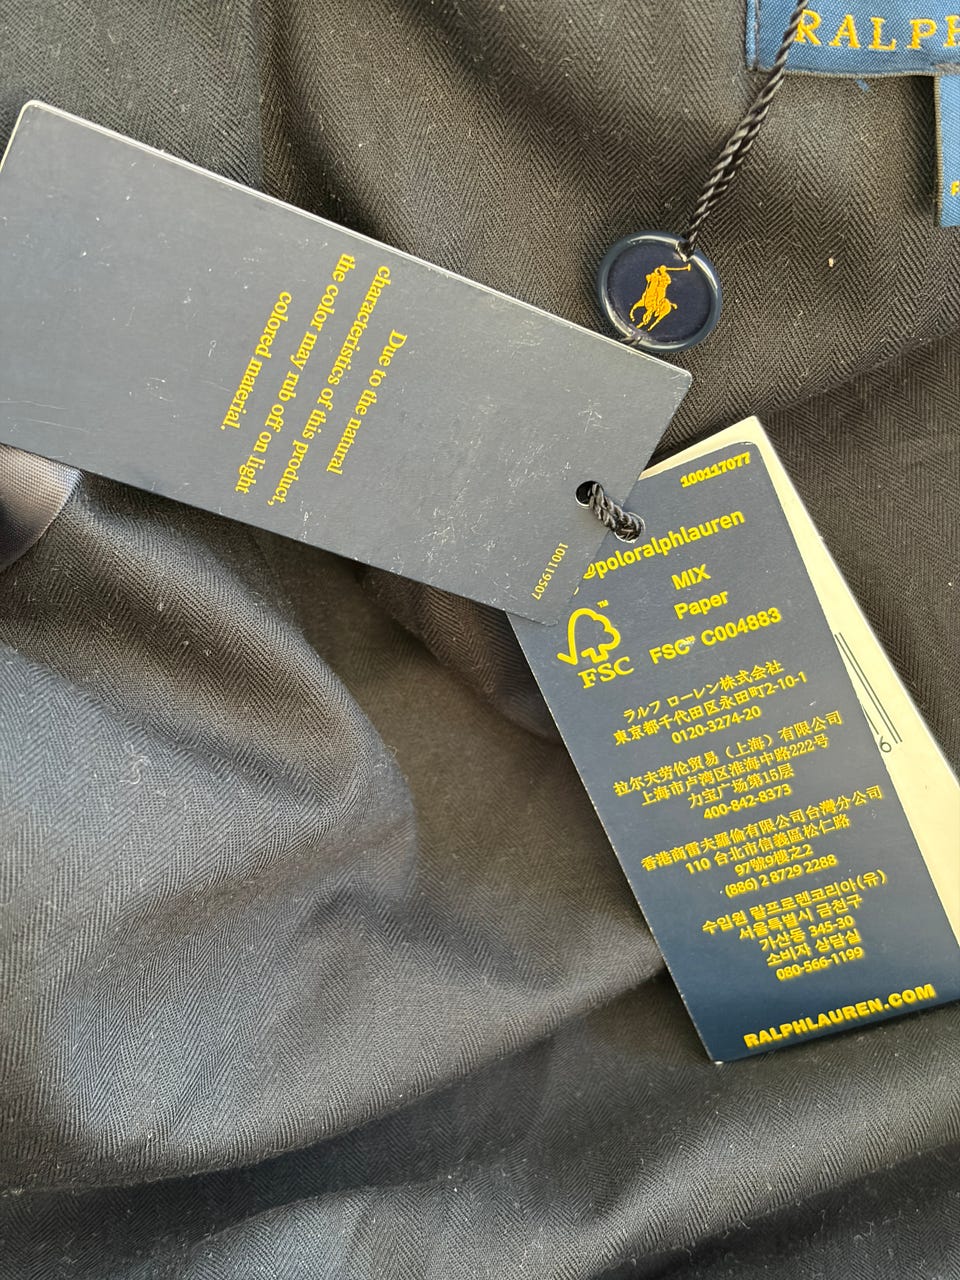 RALPH
Due to the natural
characteristics of this product,
the color may rub off on light
colored material.
100119507
100117077
@poloralphlauren
MIX
Paper
FSC™ C004883
™
FSC
ラルフ ローレン株式会社
東京都千代田区永田町2-10-1
0120-3274-20
拉尔夫劳伦贸易（上海）有限公司
上海市卢湾区淮海中路222号
力宝广场第15层
400-842-8373
香港商雷夫羅倫有限公司台灣分公司
110 台北市信義區松仁路
97號9樓之2
(886) 2 8729 2288
수입원 랄프로렌코리아(유)
서울특별시 금천구
가산동 345-30
소비자 상담실
080-566-1199
RALPHLAUREN.COM
6